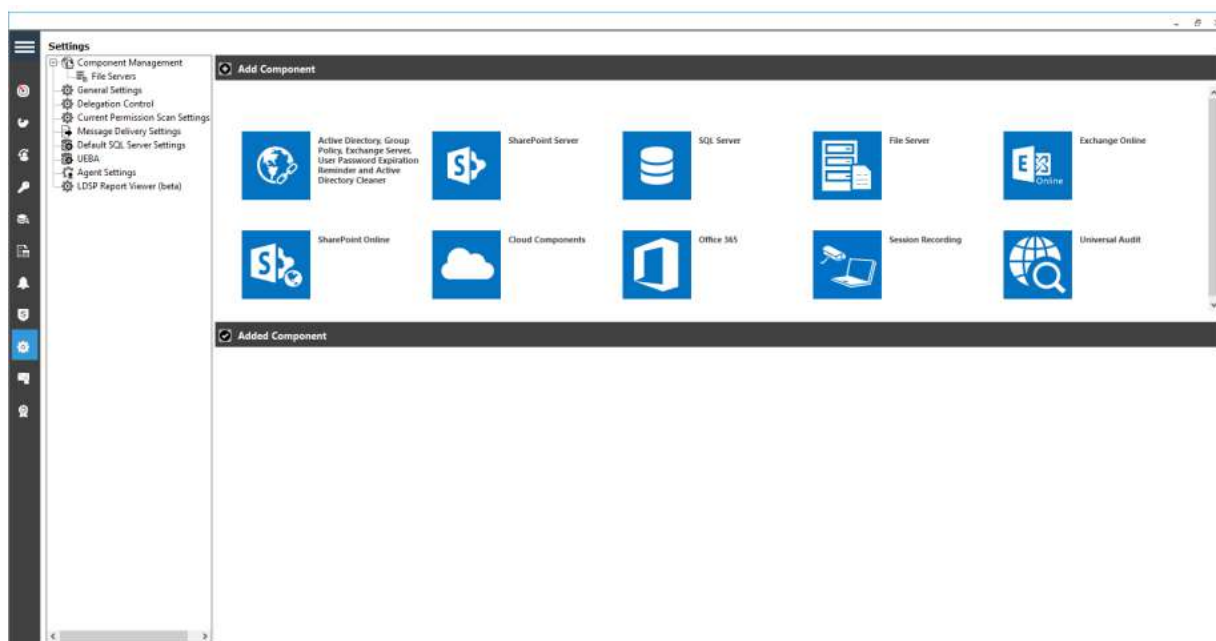 Settings
Component Management
File Servers
General Settings
Delegation Control
Current Permission Scan Settings
Message Delivery Settings
Default SQL Server Settings
UEBA
Agent Settings
LDSP Report Viewer (beta)
Add Component
Active Directory, Group
Policy, Exchange Server,
User Password Expiration
Reminder and Active
Directory Cleaner
S
SharePoint Server
SQL Server
File Server
E
Online
Exchange Online
S
SharePoint Online
Cloud Components
Office 365
Session Recording
Universal Audit
Added Component